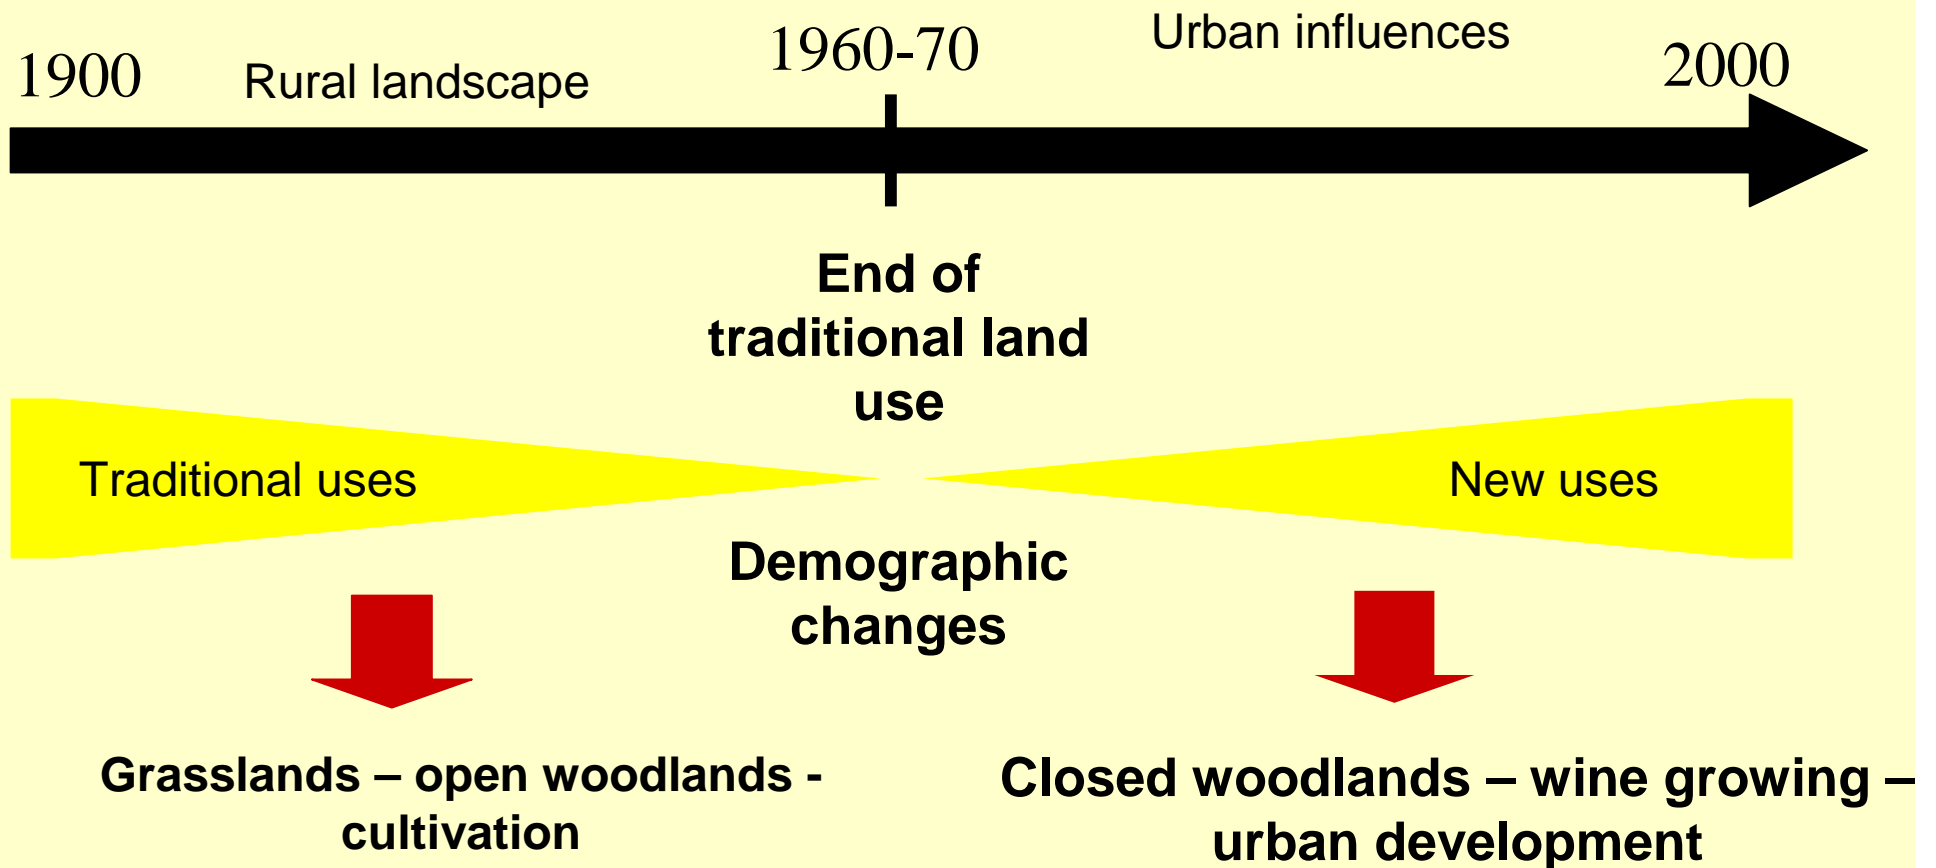 1900
Rural landscape
1960-70
Urban influences
2000
End of
traditional land
use
Traditional uses
New uses
Demographic
changes
Grasslands – open woodlands -
cultivation
Closed woodlands – wine growing –
urban development